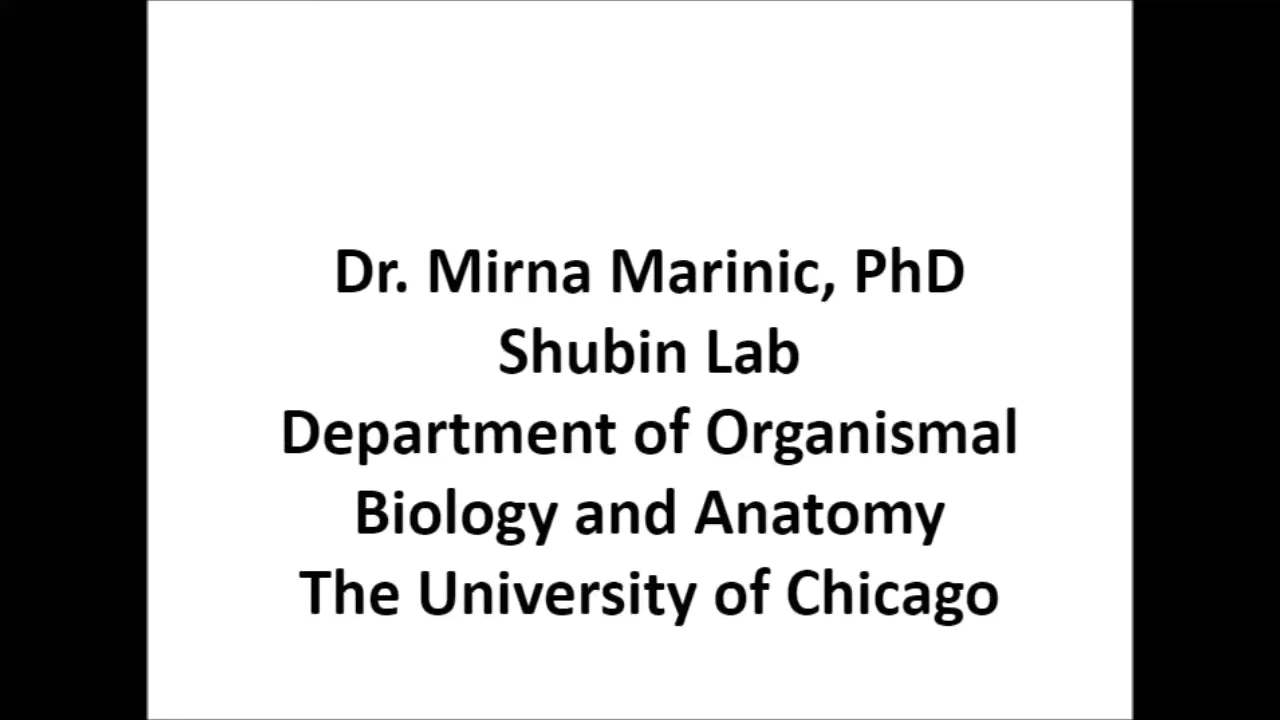 Dr. Mirna Marinic, PhD
Shubin Lab
Department of Organismal
Biology and Anatomy
The University of Chicago